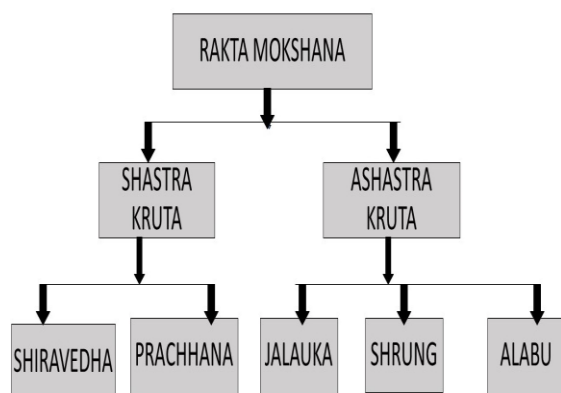 RAKTA MOKSHANA
SHASTRA
KRUTA
ASHASTRA
KRUTA
SHIRAVEDHA
PRACHHANA
JALAUKA
SHRUNG
ALABU